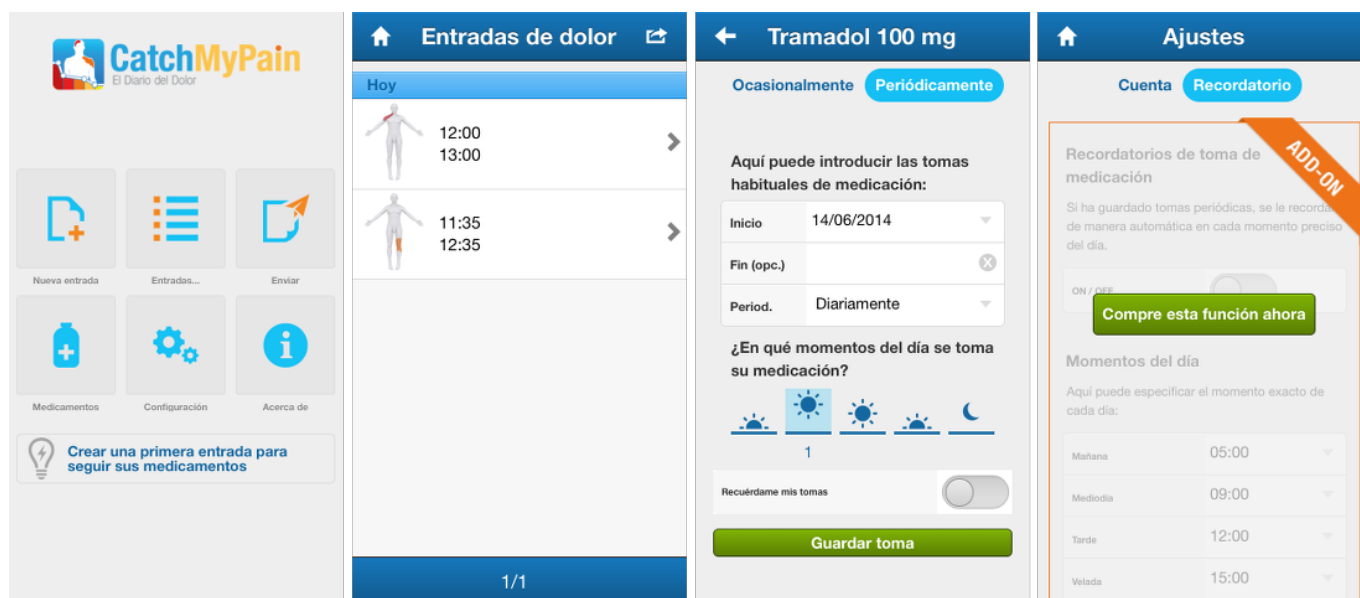 CatchMyPain
El Diario del Dolor
Nueva entrada
Entradas...
Enviar
Medicamentos
Configuración
Acerca de
Crear una primera entrada para
seguir sus medicamentos
Entradas de dolor
Hoy
12:00
13:00
11:35
12:35
1/1
Tramadol 100 mg
Ocasionalmente
Periódicamente
Aquí puede introducir las tomas
habituales de medicación:
Inicio
14/06/2014
Fin (opc.)
Period.
Diariamente
¿En qué momentos del día se toma
su medicación?
1
Recuérdame mis tomas
Guardar toma
Ajustes
Cuenta
Recordatorio
ADD-ON
Recordatorios de toma de
medicación
Si ha guardado tomas periódicas, se le recorda
de manera automática en cada momento preciso
del día.
ON / OFF
Compre esta función ahora
Momentos del día
Aquí puede especificar el momento exacto de
cada día:
Mañana
05:00
Mediodía
09:00
Tarde
12:00
Velada
15:00